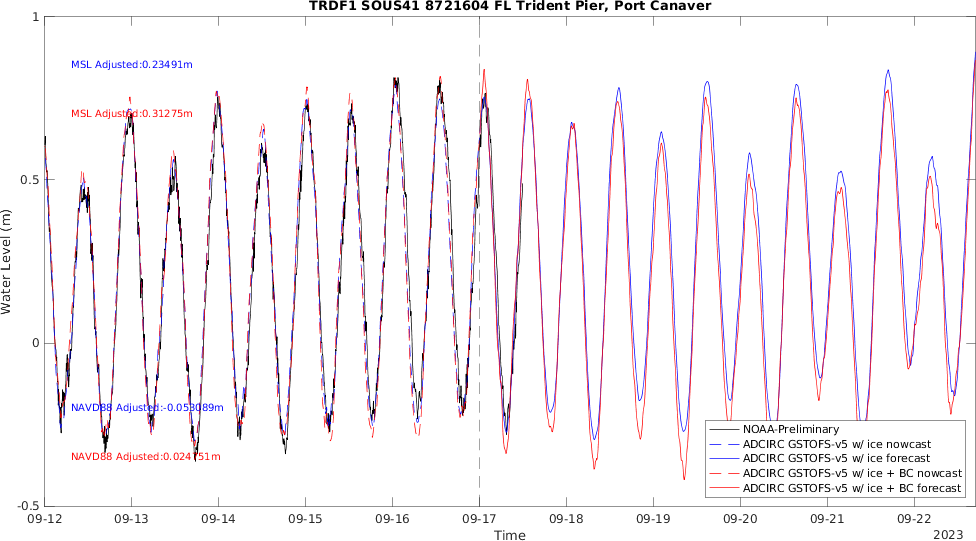 TRDF1 SOUS41 8721604 FL Trident Pier, Port Canaver
1
0.5
0
-0.5
Water Level (m)
MSL Adjusted:0.23491m
MSL Adjusted:0.31275m
NAVD88 Adjusted:-0.053089m
NAVD88 Adjusted:0.024751m
NOAA-Preliminary
ADCIRC GSTOFS-v5 w/ ice nowcast
ADCIRC GSTOFS-v5 w/ ice forecast
ADCIRC GSTOFS-v5 w/ ice + BC nowcast
ADCIRC GSTOFS-v5 w/ ice + BC forecast
09-12 09-13 09-14 09-15 09-16 09-17 09-18 09-19 09-20 09-21 09-22
Time
2023